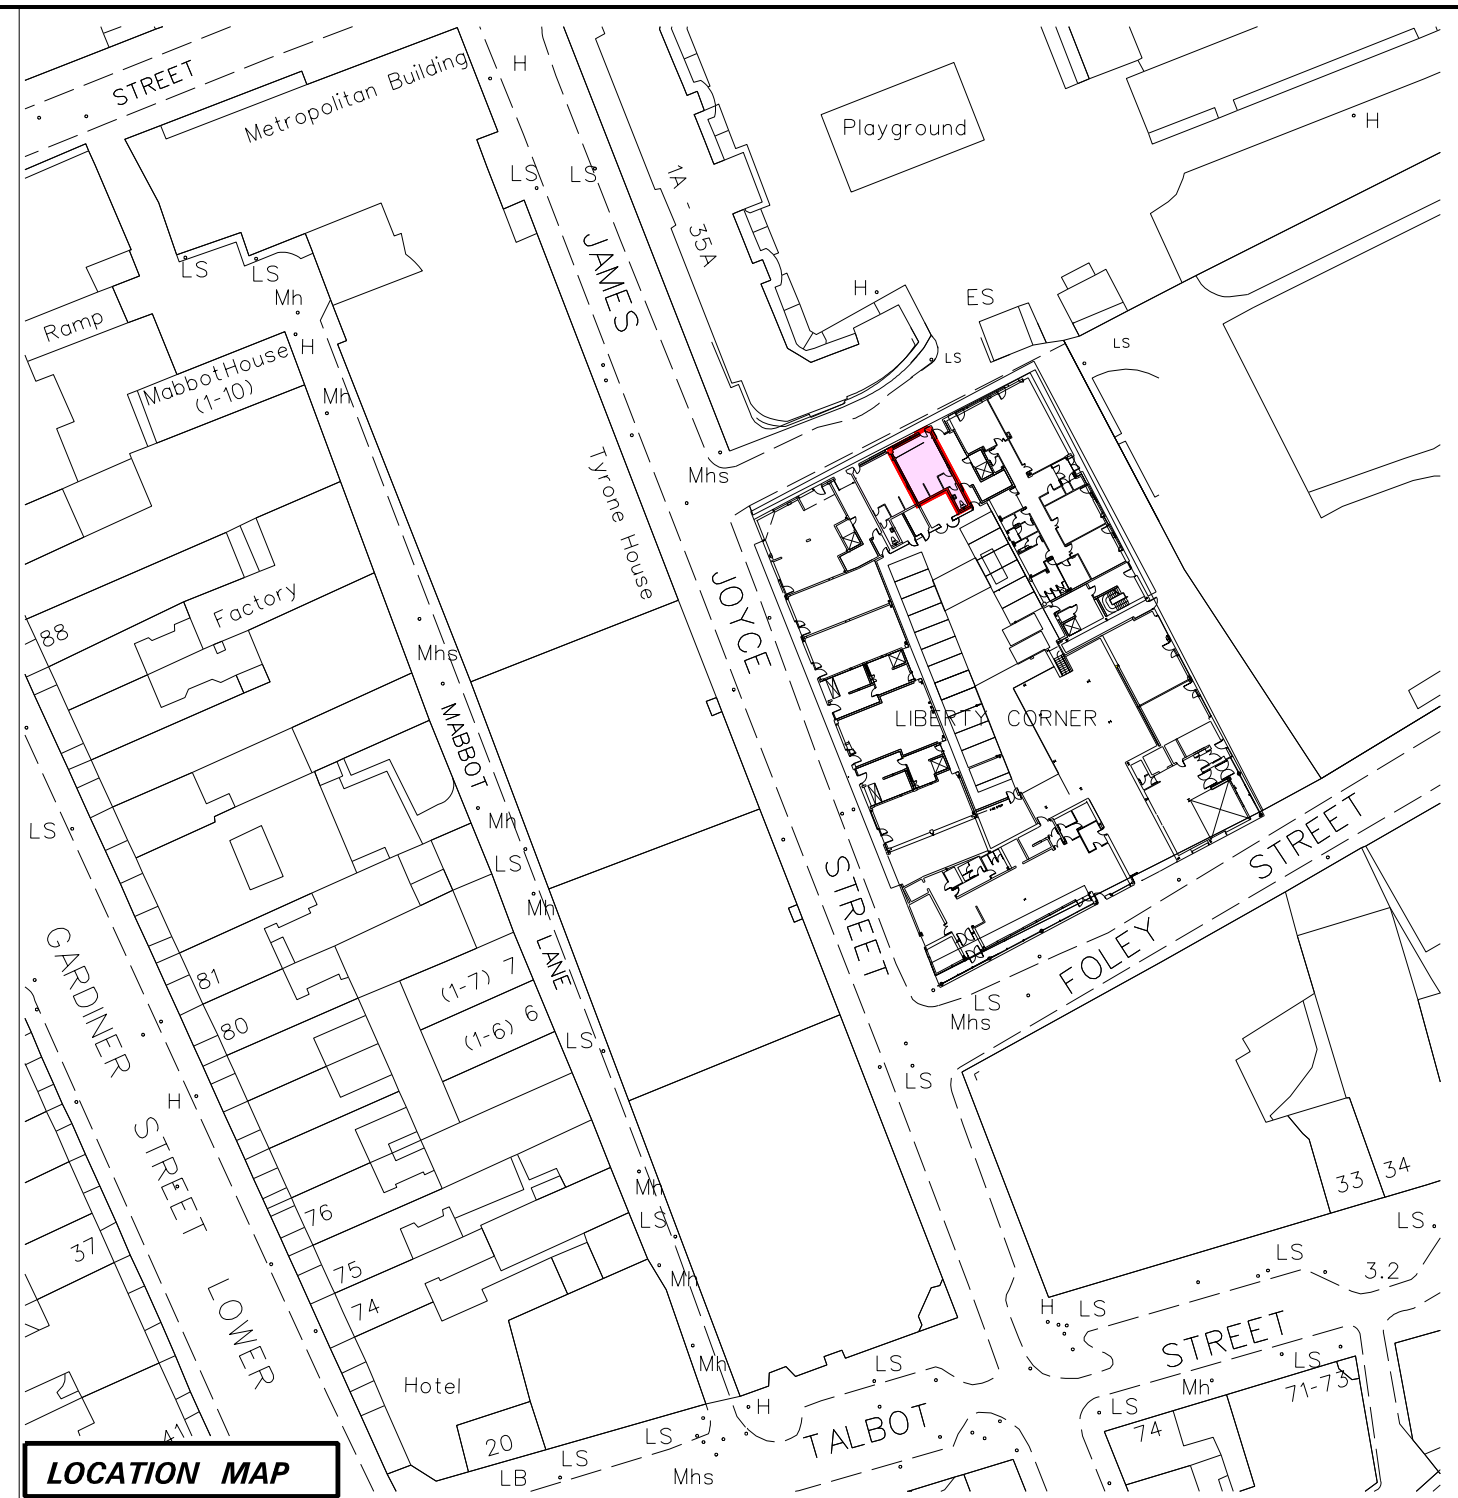 STREET
Metropolitan Building
H
Playground
H
LS
LS
1A - 35A
JAMES
LS
LS
Mh
H
ES
Ramp
H
LS
LS
Mabbot House
(1-10)
Mh
Mhs
Tyrone House
JOYCE
STREET
Factory
88
Mhs
MABBOT
LANE
LIBERTY CORNER
LS
Mh
LS
Mh
FOLEY STREET
GARDINER
STREET
LOWER
81
(1-7) 7
80
(1-6) 6
LS
LS
Mhs
LS
H
Mh
33
34
76
LS
LS
37
LS
75
Mh
3.2
74
H
LS
STREET
Mh
LS
LS
Hotel
Mh
71-73
H
LS
TALBOT
41
20
LS
LS
74
LB
Mhs
LOCATION MAP